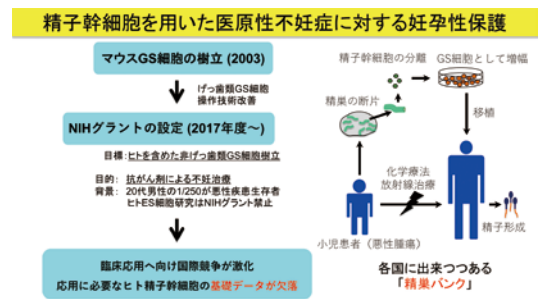 精子幹細胞を用いた医原性不妊症に対する妊孕性保護
マウスGS細胞の樹立 (2003)
げっ歯類GS細胞
操作技術改善
NIHグラントの設定 (2017年度~)
目標:ヒトを含めた非げっ歯類GS細胞樹立
目的:抗がん剤による不妊治療
背景: 20代男性の1/250が悪性疾患生存者
ヒトES細胞研究はNIHグラント禁止
臨床応用へ向け国際競争が激化
応用に必要なヒト精子幹細胞の基礎データが欠落
精子幹細胞の分離
GS細胞として増幅
精巣の断片
移植
化学療法
放射線治療
精子形成
小児患者(悪性腫瘍)
各国に出来つつある
「精巣バンク」